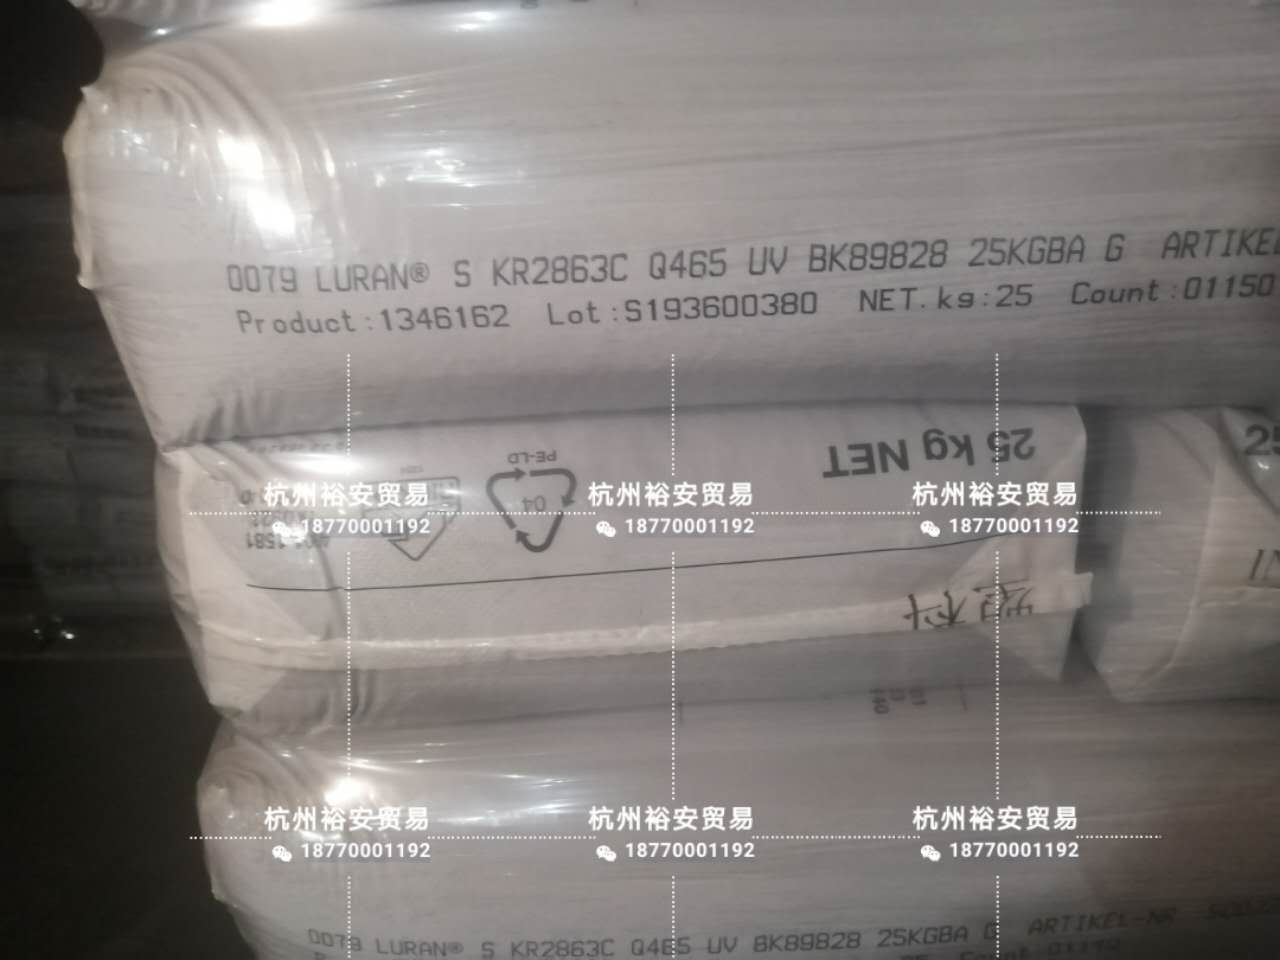 0079 LURAN® S KR2863C Q465 UV BK89828 25KGBA G ARTIKEL
Product:1346162 Lot:S193600380 NET.kg:25 Count:01150
PE-LD
04
25 kg NET
25
杭州裕安贸易 杭州裕安贸易 杭州裕安贸易
18770001192 18770001192 18770001192
塑料
杭州裕安贸易 杭州裕安贸易 杭州裕安贸易
18770001192 18770001192 18770001192
0079 LURAN® S KR2863C Q465 UV BK89828 25KGBA G ARTIKEL-NR